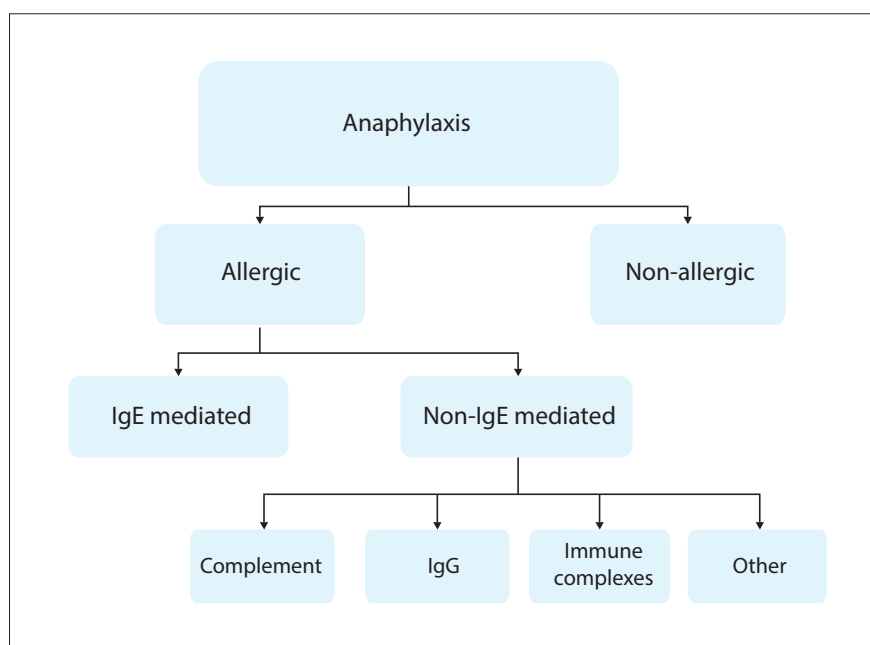 Anaphylaxis
Allergic
Non-allergic
IgE mediated
Non-IgE mediated
Complement
IgG
Immune
complexes
Other